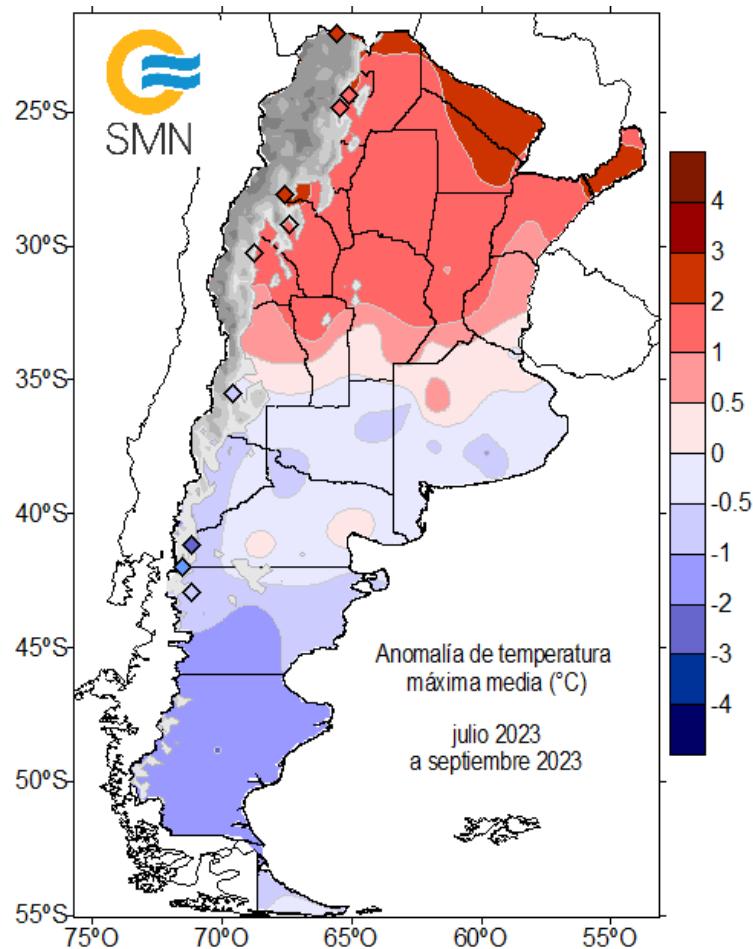 SMN
25ºS
30ºS
35ºS
40ºS
45ºS
50ºS
55ºS
75ºO
70ºO
65ºO
60ºO
55ºO
Anomalía de temperatura
máxima media (°C)
julio 2023
a septiembre 2023
4
3
2
1
0.5
0
-0.5
-1
-2
-3
-4